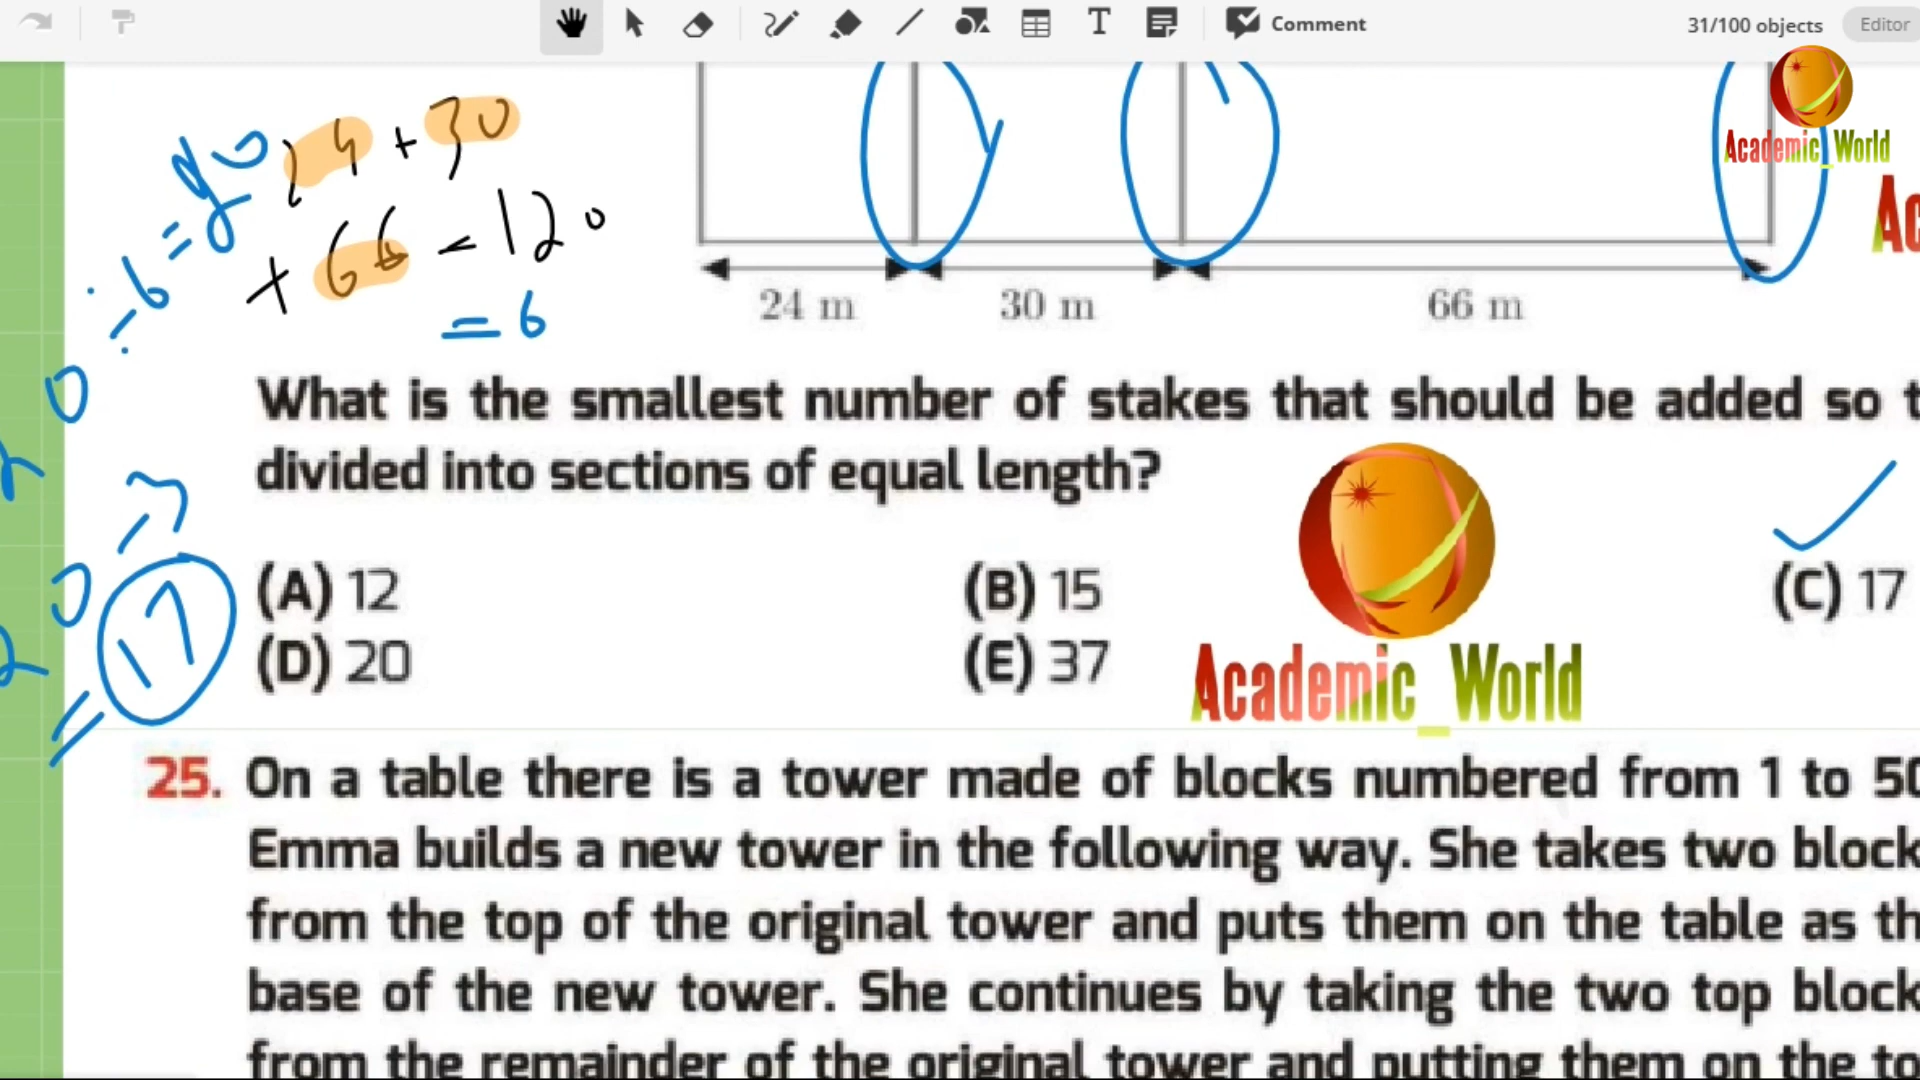 Comment 31/100 objects Editor
Academic_World
Ac
24 + 30
+ 66 = 120
= 6
24 m 30 m 66 m
What is the smallest number of stakes that should be added so t
divided into sections of equal length?
17
(A) 12 (B) 15 (C) 17
(D) 20 (E) 37
Academic_World
25. On a table there is a tower made of blocks numbered from 1 to 50
Emma builds a new tower in the following way. She takes two block
from the top of the original tower and puts them on the table as th
base of the new tower. She continues by taking the two top block
from the remainder of the original tower and putting them on the to